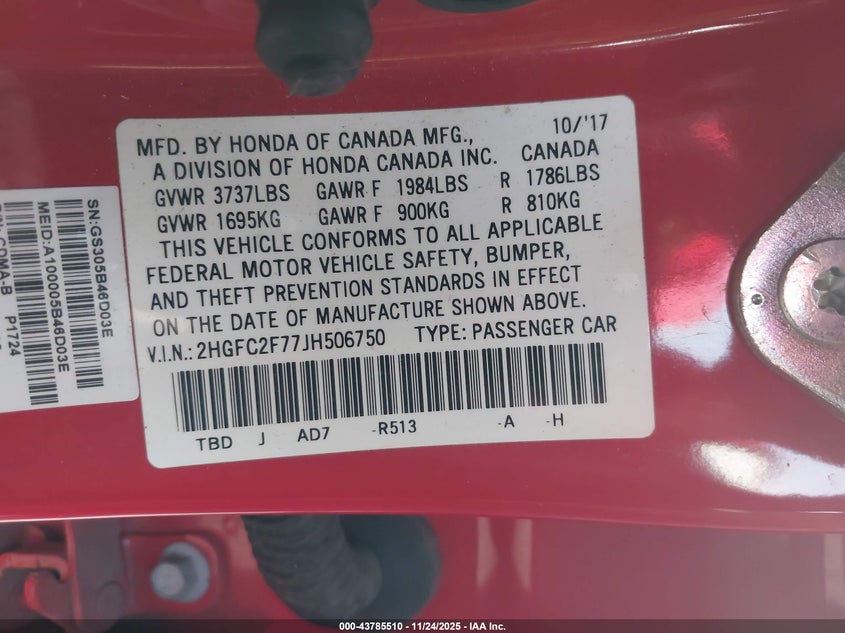 MFD. BY HONDA OF CANADA MFG., 10/'17
A DIVISION OF HONDA CANADA INC. CANADA
GVWR 3737LBS GAWR F 1984LBS R 1786LBS
GVWR 1695KG GAWR F 900KG R 810KG
THIS VEHICLE CONFORMS TO ALL APPLICABLE
FEDERAL MOTOR VEHICLE SAFETY, BUMPER,
AND THEFT PREVENTION STANDARDS IN EFFECT
ON THE DATE OF MANUFACTURE SHOWN ABOVE.
V.I.N.: 2HGFC2F77JH506750 TYPE: PASSENGER CAR
TBD J AD7 -R513 -A -H
SN:GS305B46D03E
MEID:A100005B46D03E
CDMA-B P1724
000-43785510 - 11/24/2025 - IAA Inc.